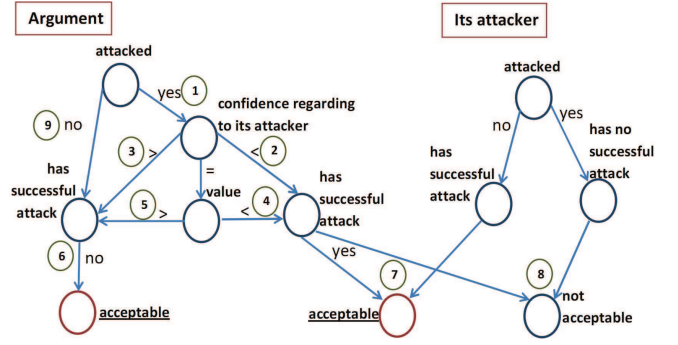 Argument
Its attacker
attacked
attacked
yes
1
confidence regarding
to its attacker
9
no
3
>
<
2
=
no
yes
has no
successful
attack
has
successful
attack
has
successful
attack
value
has
successful
attack
5
>
<
4
6
no
yes
7
8
acceptable
acceptable
not
acceptable